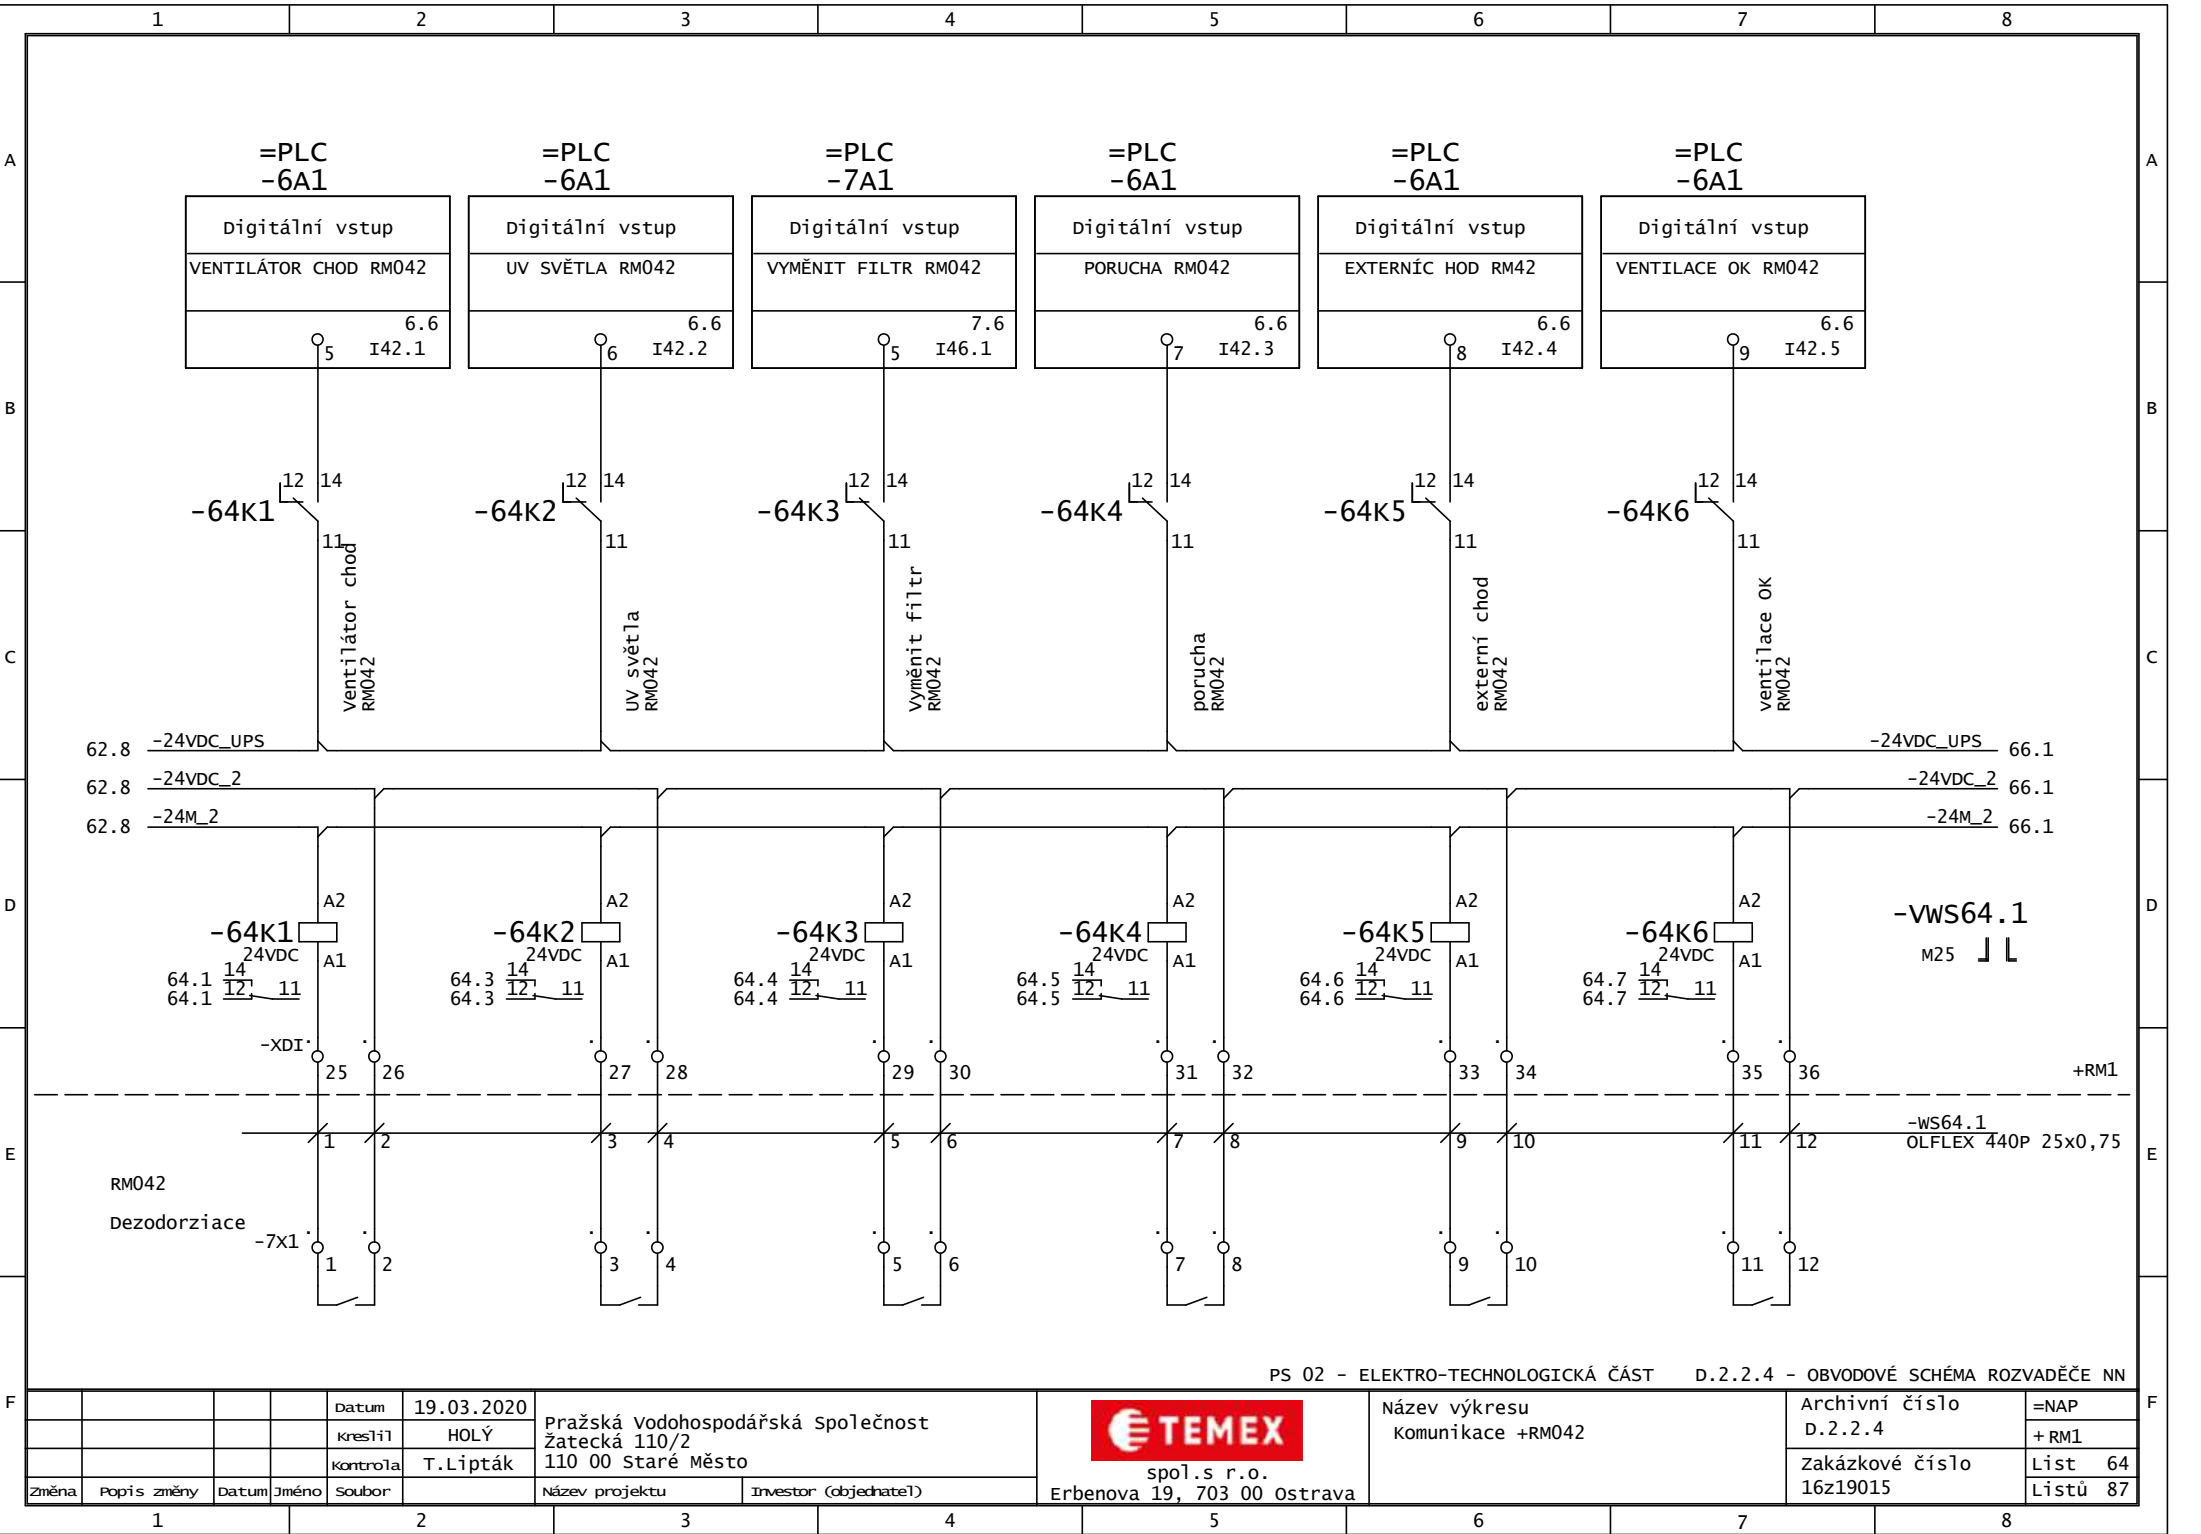 1 2 3 4 5 6 7 8
A A
=PLC =PLC =PLC =PLC =PLC =PLC
-6A1 -6A1 -7A1 -6A1 -6A1 -6A1
Digitální vstup Digitální vstup Digitální vstup Digitální vstup Digitální vstup Digitální vstup
VENTILÁTOR CHOD RM042 UV SVĚTLA RM042 VYMĚNIT FILTR RM042 PORUCHA RM042 EXTERNÍC HOD RM42 VENTILACE OK RM042
6.6 6.6 7.6 6.6 6.6 6.6
5 I42.1 6 I42.2 5 I46.1 7 I42.3 8 I42.4 9 I42.5
B B
12 14 12 14 12 14 12 14 12 14 12 14
-64K1 -64K2 -64K3 -64K4 -64K5 -64K6
11 11 11 11 11 11
Ventilátor chod
RM042
UV světla
RM042
Vyměnit filtr
RM042
porucha
RM042
externí chod
RM042
ventilace OK
RM042
C C
62.8 -24VDC_UPS -24VDC_UPS 66.1
62.8 -24VDC_2 -24VDC_2 66.1
62.8 -24M_2 -24M_2 66.1
A2 A2 A2 A2 A2 A2
D D
-64K1 -64K2 -64K3 -64K4 -64K5 -64K6 -VWS64.1
24VDC 24VDC 24VDC 24VDC 24VDC 24VDC M25
A1 A1 A1 A1 A1 A1
64.1 14 64.3 14 64.4 14 64.5 14 64.6 14 64.7 14
64.1 12 11 64.3 12 11 64.4 12 11 64.5 12 11 64.6 12 11 64.7 12 11
-XDI
25 26 27 28 29 30 31 32 33 34 35 36 +RM1
-WS64.1
1 2 3 4 5 6 7 8 9 10 11 12 OLFLEX 440P 25x0,75
E E
RM042
Dezodorziace
-7X1
1 2 3 4 5 6 7 8 9 10 11 12
PS 02 - ELEKTRO-TECHNOLOGICKÁ ČÁST D.2.2.4 - OBVODOVÉ SCHÉMA ROZVADĚČE NN
F F
Datum 19.03.2020
Kreslil HOLÝ
Kontrola T.Lipták
Změna Popis změny Datum Jméno Soubor
Pražská Vodohospodářská Společnost
Žatecká 110/2
110 00 Staré Město
Název projektu Investor (objednatel)
TEMEX
spol.s r.o.
Erbenova 19, 703 00 Ostrava
Název výkresu
Komunikace +RM042
Archivní číslo
D.2.2.4
Zakázkové číslo
16z19015
=NAP
+ RM1
List 64
Listů 87
1 2 3 4 5 6 7 8